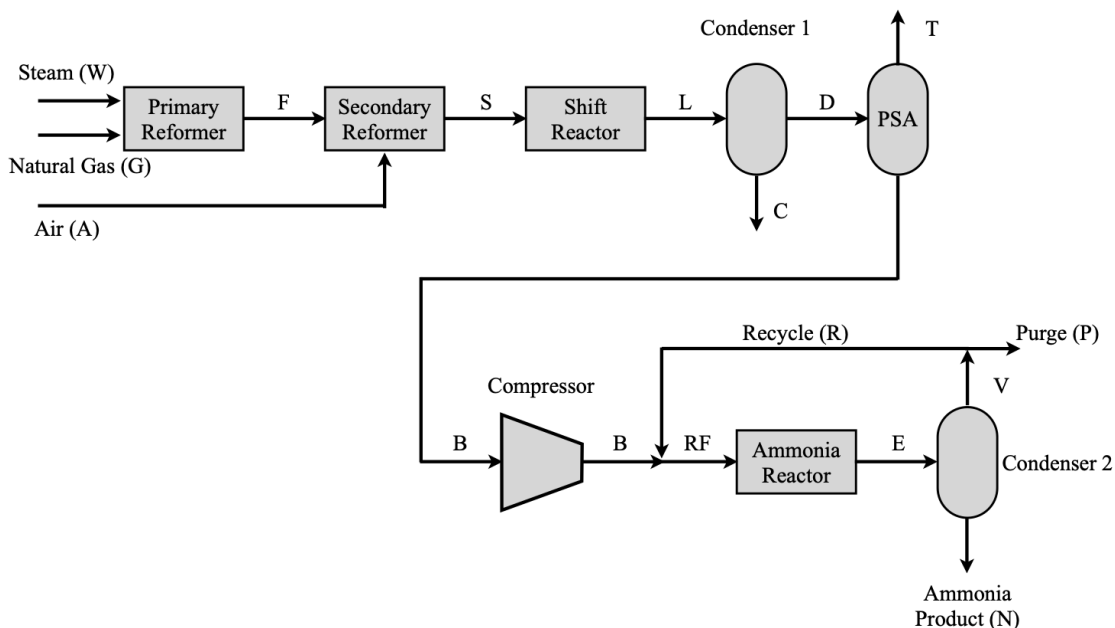 Condenser 1
T
Steam (W)
Primary
Reformer
F
Secondary
Reformer
S
Shift
Reactor
L
D
PSA
Natural Gas (G)
C
Air (A)
Recycle (R)
Purge (P)
Compressor
V
B
B
RF
Ammonia
Reactor
E
Condenser 2
Ammonia
Product (N)